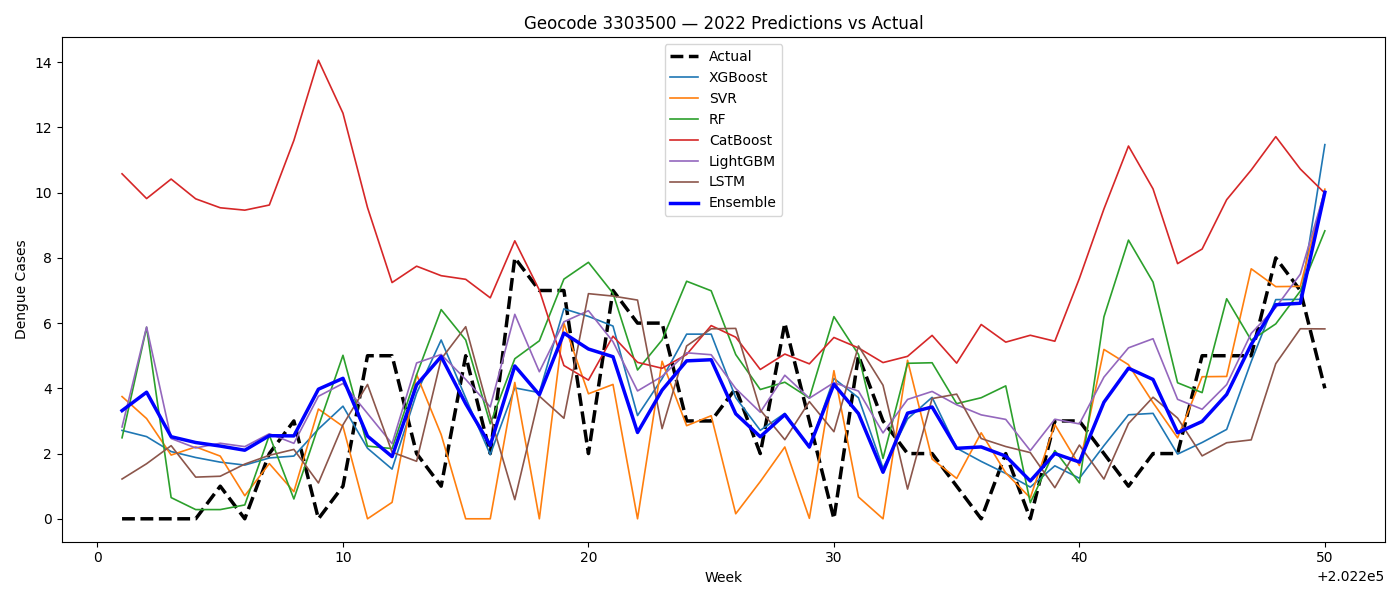 Geocode 3303500 — 2022 Predictions vs Actual
Dengue Cases
14
12
10
8
6
4
2
0
Actual
XGBoost
SVR
RF
CatBoost
LightGBM
LSTM
Ensemble
0 10 20 30 40 50
Week
+2.022e5